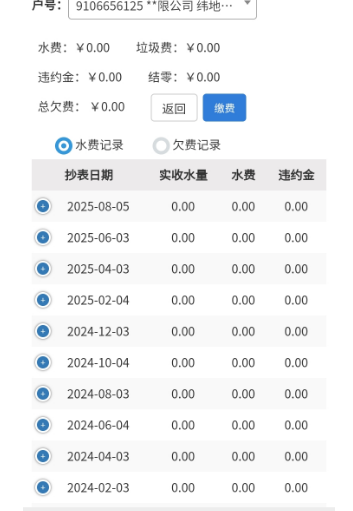 户号： 9106656125 **限公司 纬地…
水费：￥0.00 垃圾费：￥0.00
违约金：￥0.00 结零：￥0.00
总欠费： ￥0.00 返回 缴费
水费记录 欠费记录
抄表日期 实收水量 水费 违约金
2025-08-05 0.00 0.00 0.00
2025-06-03 0.00 0.00 0.00
2025-04-03 0.00 0.00 0.00
2025-02-04 0.00 0.00 0.00
2024-12-03 0.00 0.00 0.00
2024-10-04 0.00 0.00 0.00
2024-08-03 0.00 0.00 0.00
2024-06-04 0.00 0.00 0.00
2024-04-03 0.00 0.00 0.00
2024-02-03 0.00 0.00 0.00